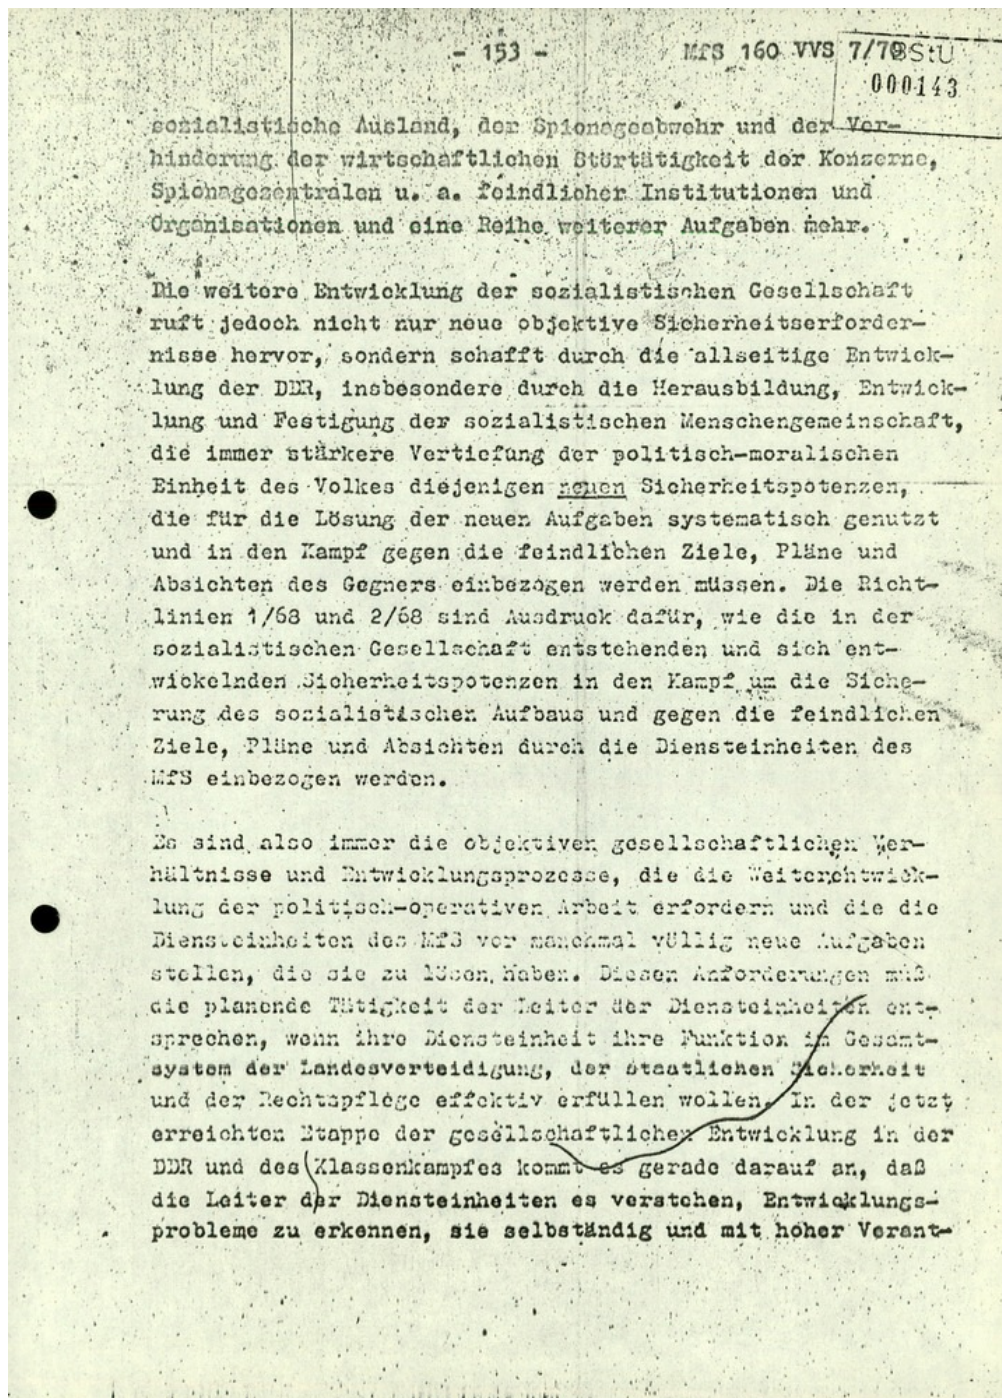 - 153 -
MfS 160 VVS 7/70
BStU
000143
sozialistische Ausland, der Spionageabwehr und der Ver-
hinderung der wirtschaftlichen Störtätigkeit der Konzerne,
Spionagezentralen u. a. feindlicher Institutionen und
Organisationen und eine Reihe weiterer Aufgaben mehr.
Die weitere Entwicklung der sozialistischen Gesellschaft
ruft jedoch nicht nur neue objektive Sicherheitserforder-
nisse hervor, sondern schafft durch die allseitige Entwick-
lung der DDR, insbesondere durch die Herausbildung, Entwick-
lung und Festigung der sozialistischen Menschengemeinschaft,
die immer stärkere Vertiefung der politisch-moralischen
Einheit des Volkes diejenigen neuen Sicherheitspotenzen,
die für die Lösung der neuen Aufgaben systematisch genutzt
und in den Kampf gegen die feindlichen Ziele, Pläne und
Absichten des Gegners einbezogen werden müssen. Die Richt-
linien 1/68 und 2/68 sind Ausdruck dafür, wie die in der
sozialistischen Gesellschaft entstehenden und sich ent-
wickelnden Sicherheitspotenzen in den Kampf um die Siche-
rung des sozialistischen Aufbaus und gegen die feindlichen
Ziele, Pläne und Absichten durch die Diensteinheiten des
MfS einbezogen werden.
Es sind also immer die objektiven gesellschaftlichen Ver-
hältnisse und Entwicklungsprozesse, die die Weiterentwick-
lung der politisch-operativen Arbeit erfordern und die die
Diensteinheiten des MfS vor manchmal völlig neue Aufgaben
stellen, die sie zu lösen haben. Diesen Anforderungen muß
die planende Tätigkeit der Leiter der Diensteinheiten ent-
sprechen, wenn ihre Diensteinheit ihre Funktion im Gesamt-
system der Landesverteidigung, der staatlichen Sicherheit
und der Rechtspflege effektiv erfüllen wollen. In der jetzt
erreichten Etappe der gesellschaftlichen Entwicklung in der
DDR und des Klassenkampfes kommt es gerade darauf an, daß
die Leiter der Diensteinheiten es verstehen, Entwicklungs-
probleme zu erkennen, sie selbständig und mit hoher Verant-